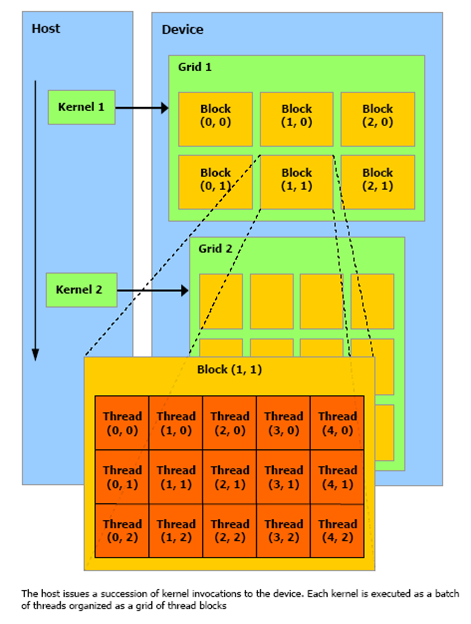 Host
Device
Grid 1
Kernel 1
Block
(0, 0)
Block
(1, 0)
Block
(2, 0)
Block
(0, 1)
Block
(1, 1)
Block
(2, 1)
Grid 2
Kernel 2
Block (1, 1)
Thread
(0, 0)
Thread
(1, 0)
Thread
(2, 0)
Thread
(3, 0)
Thread
(4, 0)
Thread
(0, 1)
Thread
(1, 1)
Thread
(2, 1)
Thread
(3, 1)
Thread
(4, 1)
Thread
(0, 2)
Thread
(1, 2)
Thread
(2, 2)
Thread
(3, 2)
Thread
(4, 2)
The host issues a succession of kernel invocations to the device. Each kernel is executed as a batch
of threads organized as a grid of thread blocks